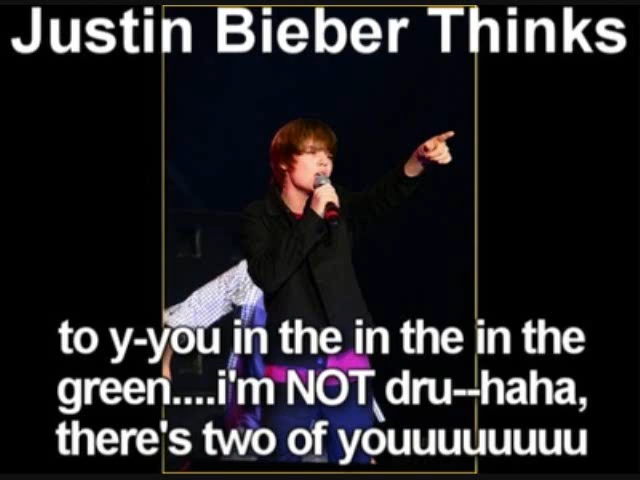 Justin Bieber Thinks
to y-you in the in the in the
green....i'm NOT dru--haha,
there's two of youuuuuuuu